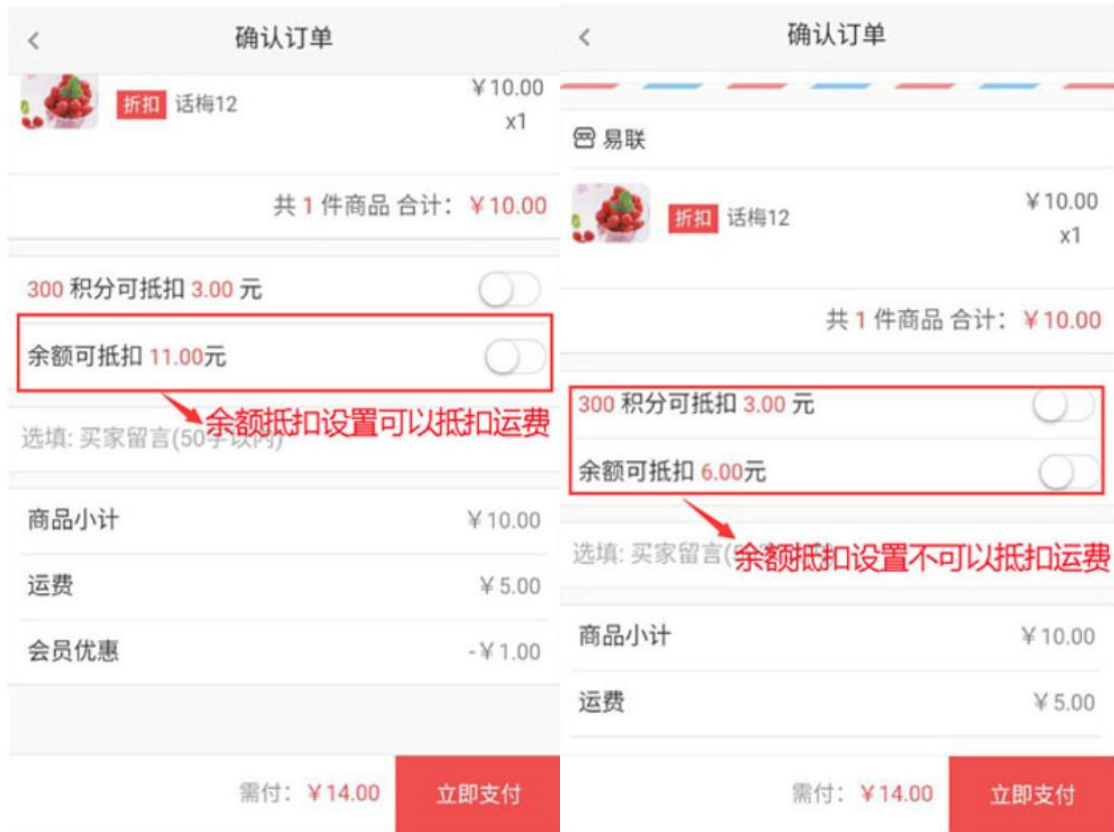 确认订单
折扣 话梅12
¥10.00
x1
共 1 件商品 合计：¥10.00
300 积分可抵扣 3.00 元
余额可抵扣 11.00元
余额抵扣设置可以抵扣运费
选填: 买家留言(50字以内)
商品小计 ¥10.00
运费 ¥5.00
会员优惠 -¥1.00
需付：¥14.00 立即支付
确认订单
易联
折扣 话梅12
¥10.00
x1
共 1 件商品 合计：¥10.00
300 积分可抵扣 3.00 元
余额可抵扣 6.00元
余额抵扣设置不可以抵扣运费
选填: 买家留言(
商品小计 ¥10.00
运费 ¥5.00
需付：¥14.00 立即支付